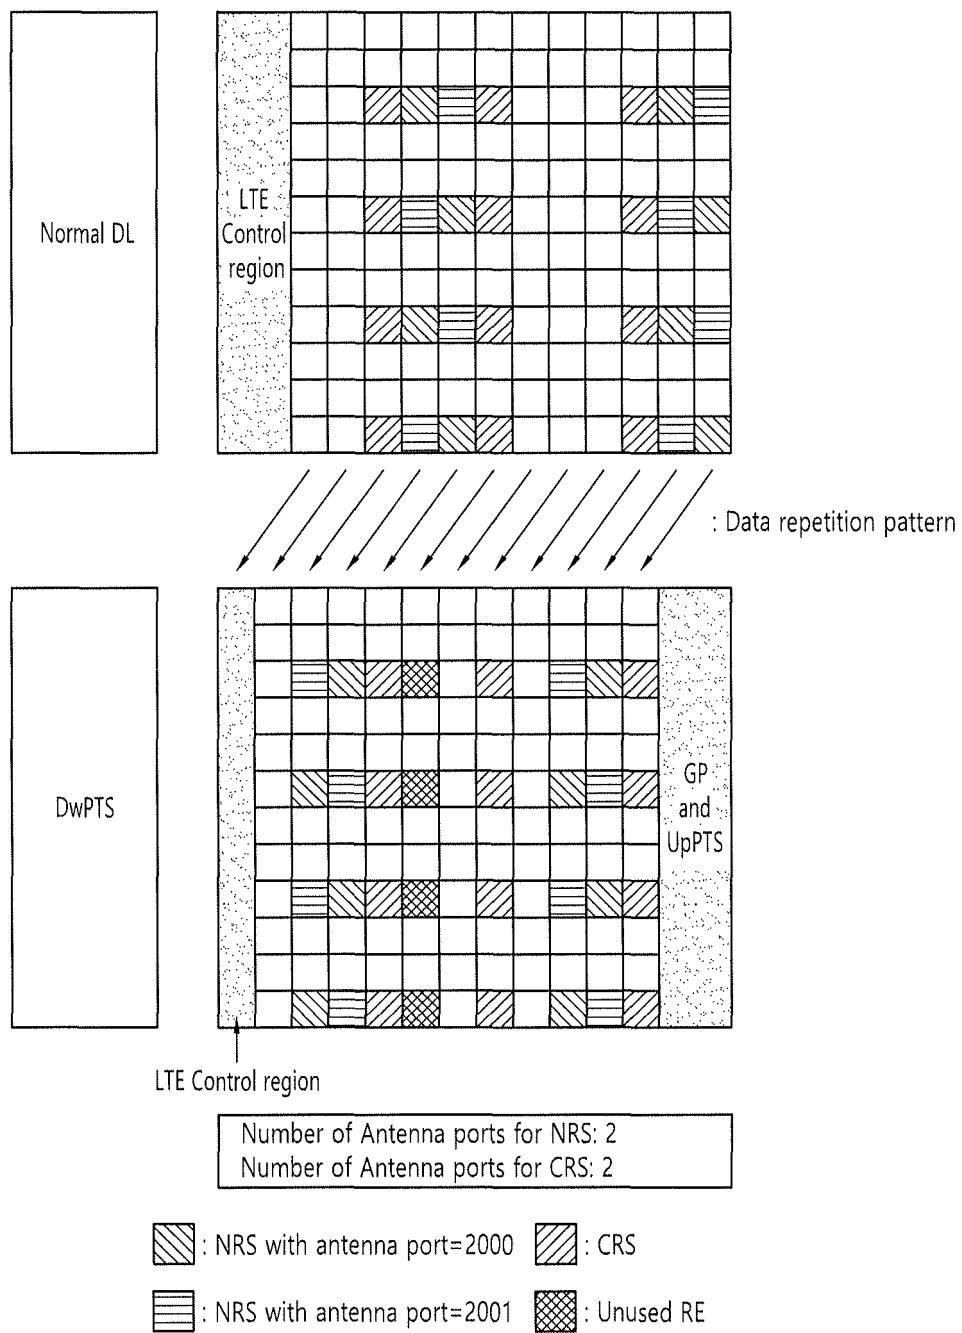 Normal DL
LTE
Control
region
: Data repetition pattern
DwPTS
GP
and
UpPTS
LTE Control region
Number of Antenna ports for NRS: 2
Number of Antenna ports for CRS: 2
: NRS with antenna port=2000
: CRS
: NRS with antenna port=2001
: Unused RE